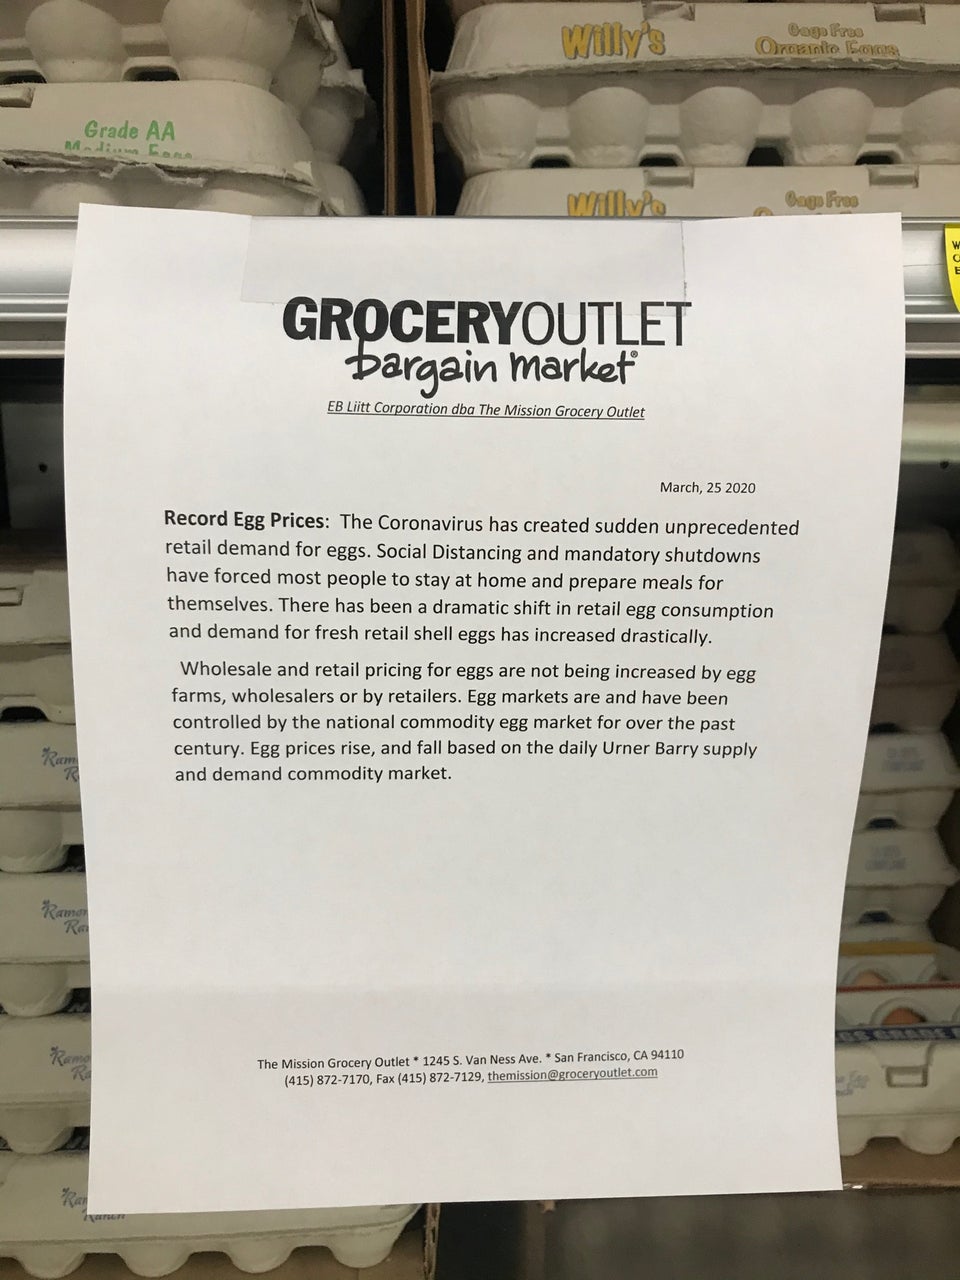 Willy's
Cage Free
Organic Eggs
Grade AA
Medium Eggs
Willy's
Cage Free
GROCERYOUTLET
bargain market®
EB Liitt Corporation dba The Mission Grocery Outlet
March, 25 2020
Record Egg Prices: The Coronavirus has created sudden unprecedented
retail demand for eggs. Social Distancing and mandatory shutdowns
have forced most people to stay at home and prepare meals for
themselves. There has been a dramatic shift in retail egg consumption
and demand for fresh retail shell eggs has increased drastically.
Wholesale and retail pricing for eggs are not being increased by egg
farms, wholesalers or by retailers. Egg markets are and have been
controlled by the national commodity egg market for over the past
century. Egg prices rise, and fall based on the daily Urner Barry supply
and demand commodity market.
The Mission Grocery Outlet * 1245 S. Van Ness Ave. * San Francisco, CA 94110
(415) 872-7170, Fax (415) 872-7129, themission@groceryoutlet.com
Ranch